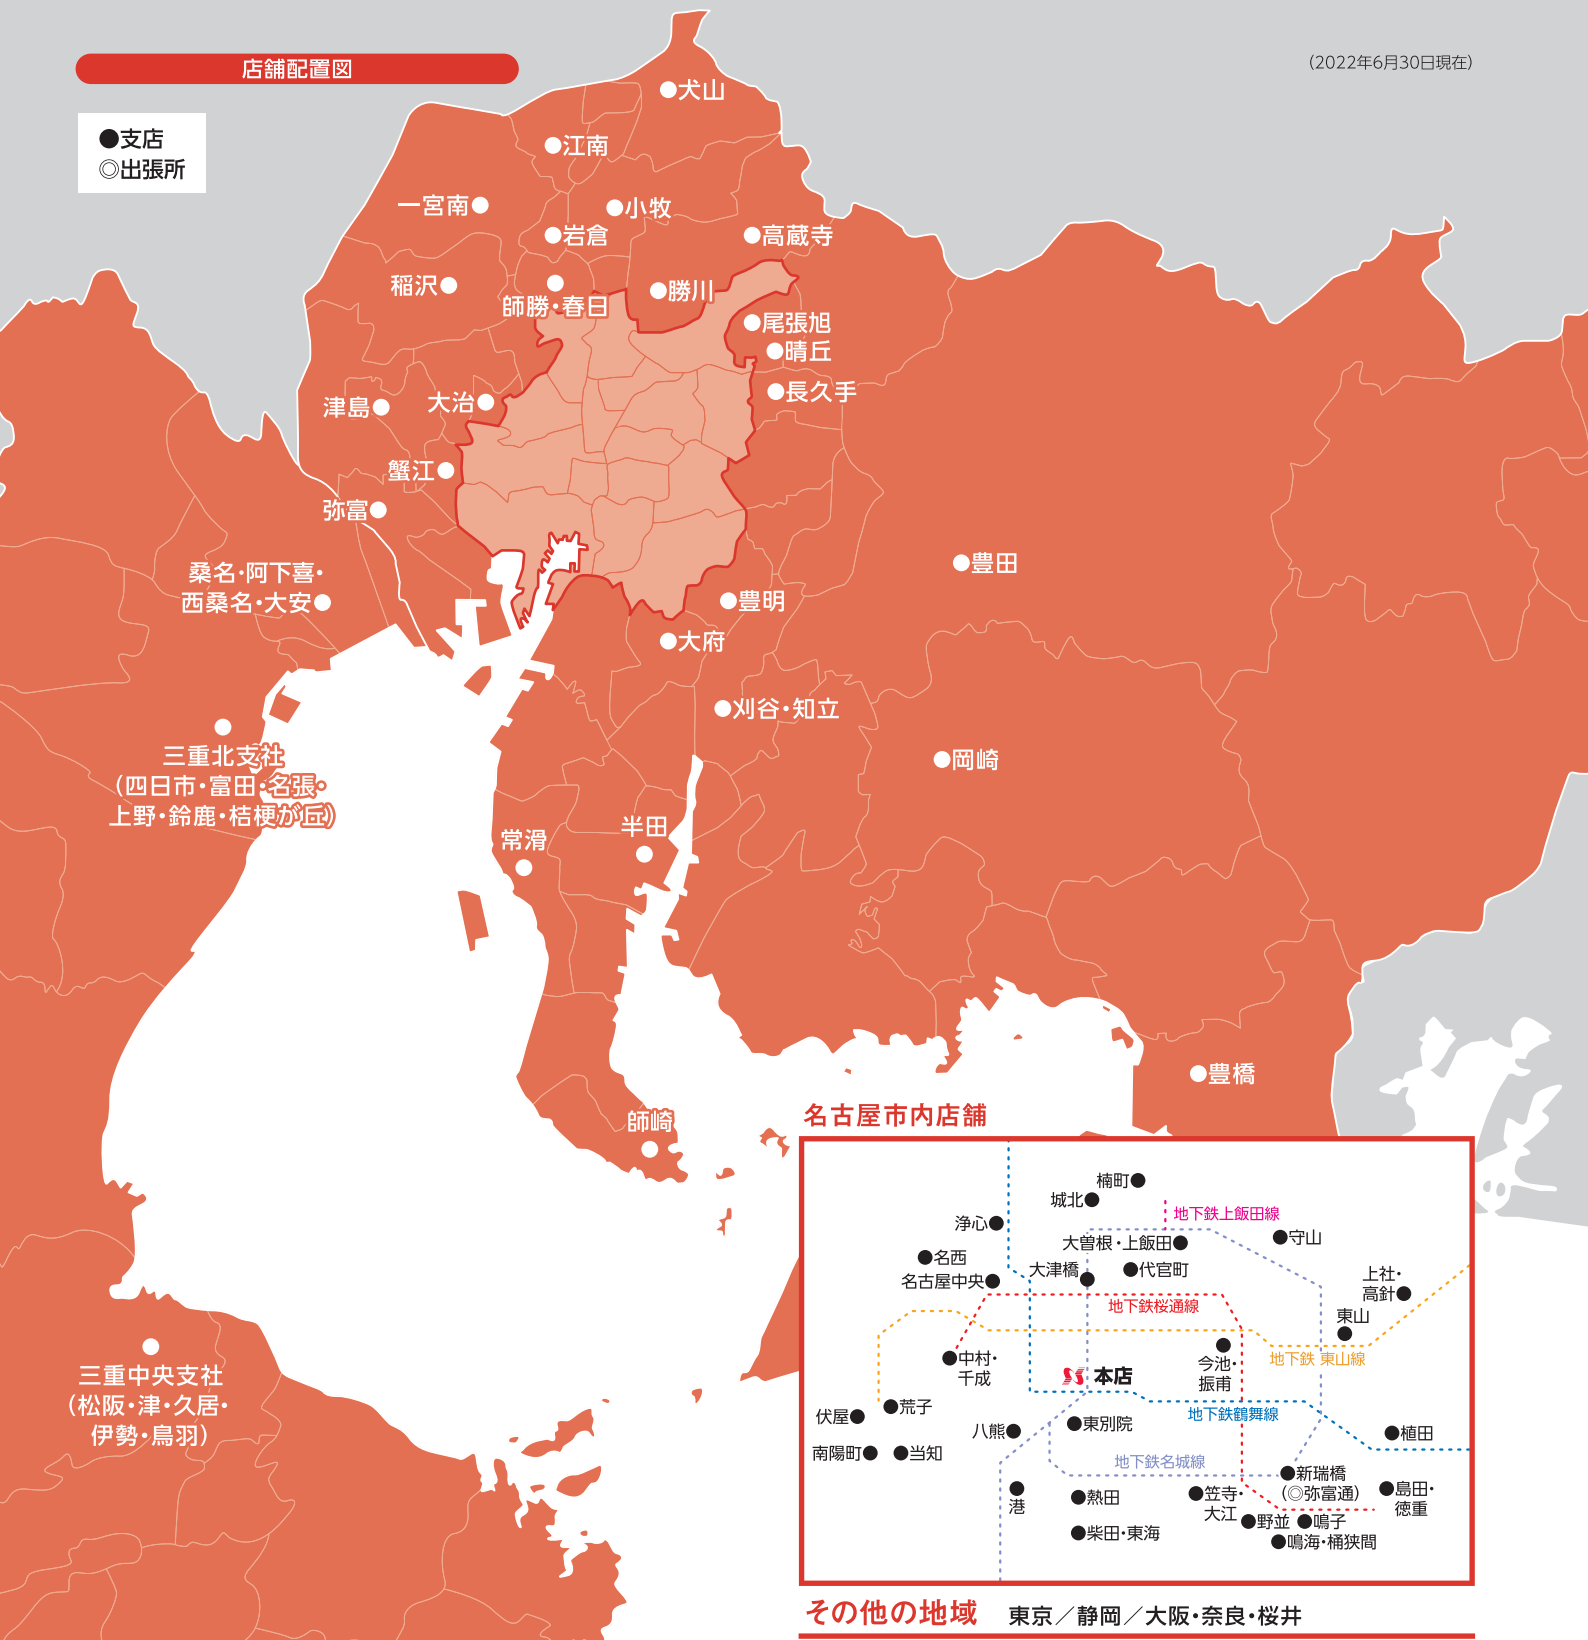 店舗配置図
(2022年6月30日現在)
●支店
◎出張所
犬山
江南
一宮南
小牧
岩倉
高蔵寺
稲沢
師勝・春日
勝川
尾張旭
晴丘
長久手
津島
大治
蟹江
弥富
桑名・阿下喜・
西桑名・大安
豊田
豊明
大府
刈谷・知立
三重北支社
(四日市・富田・名張・
上野・鈴鹿・桔梗が丘)
岡崎
常滑
半田
豊橋
師崎
三重中央支社
(松阪・津・久居・
伊勢・鳥羽)
名古屋市内店舗
楠町
城北
地下鉄上飯田線
浄心
大曽根・上飯田
守山
名西
名古屋中央
大津橋
代官町
上社・
高針
地下鉄桜通線
東山
中村・
千成
今池・
振甫
地下鉄 東山線
本店
伏屋
荒子
地下鉄鶴舞線
八熊
東別院
植田
南陽町
当知
地下鉄名城線
新瑞橋
(◎弥富通)
港
熱田
笠寺・
大江
島田・
徳重
野並
鳴子
柴田・東海
鳴海・桶狭間
その他の地域
東京／静岡／大阪・奈良・桜井